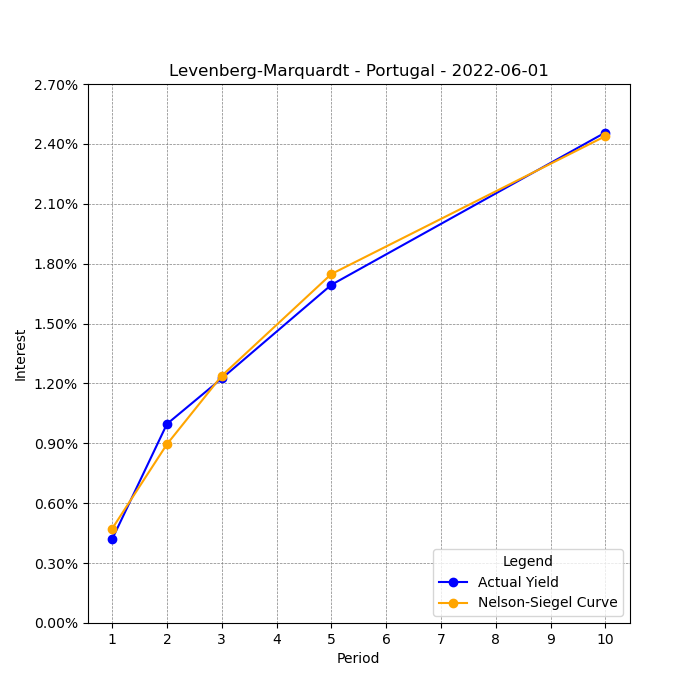 Levenberg-Marquardt - Portugal - 2022-06-01
2.70%
2.40%
2.10%
1.80%
1.50%
1.20%
0.90%
0.60%
0.30%
0.00%
Interest
Legend
Actual Yield
Nelson-Siegel Curve
1 2 3 4 5 6 7 8 9 10
Period